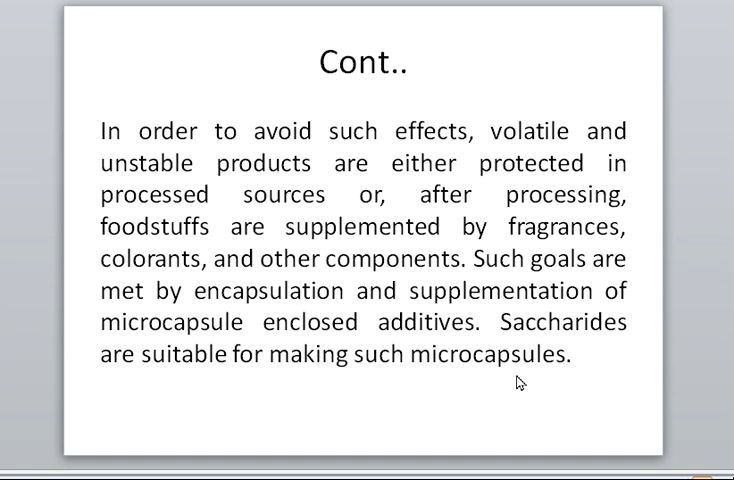 Cont..
In order to avoid such effects, volatile and
unstable products are either protected in
processed sources or, after processing,
foodstuffs are supplemented by fragrances,
colorants, and other components. Such goals are
met by encapsulation and supplementation of
microcapsule enclosed additives. Saccharides
are suitable for making such microcapsules.